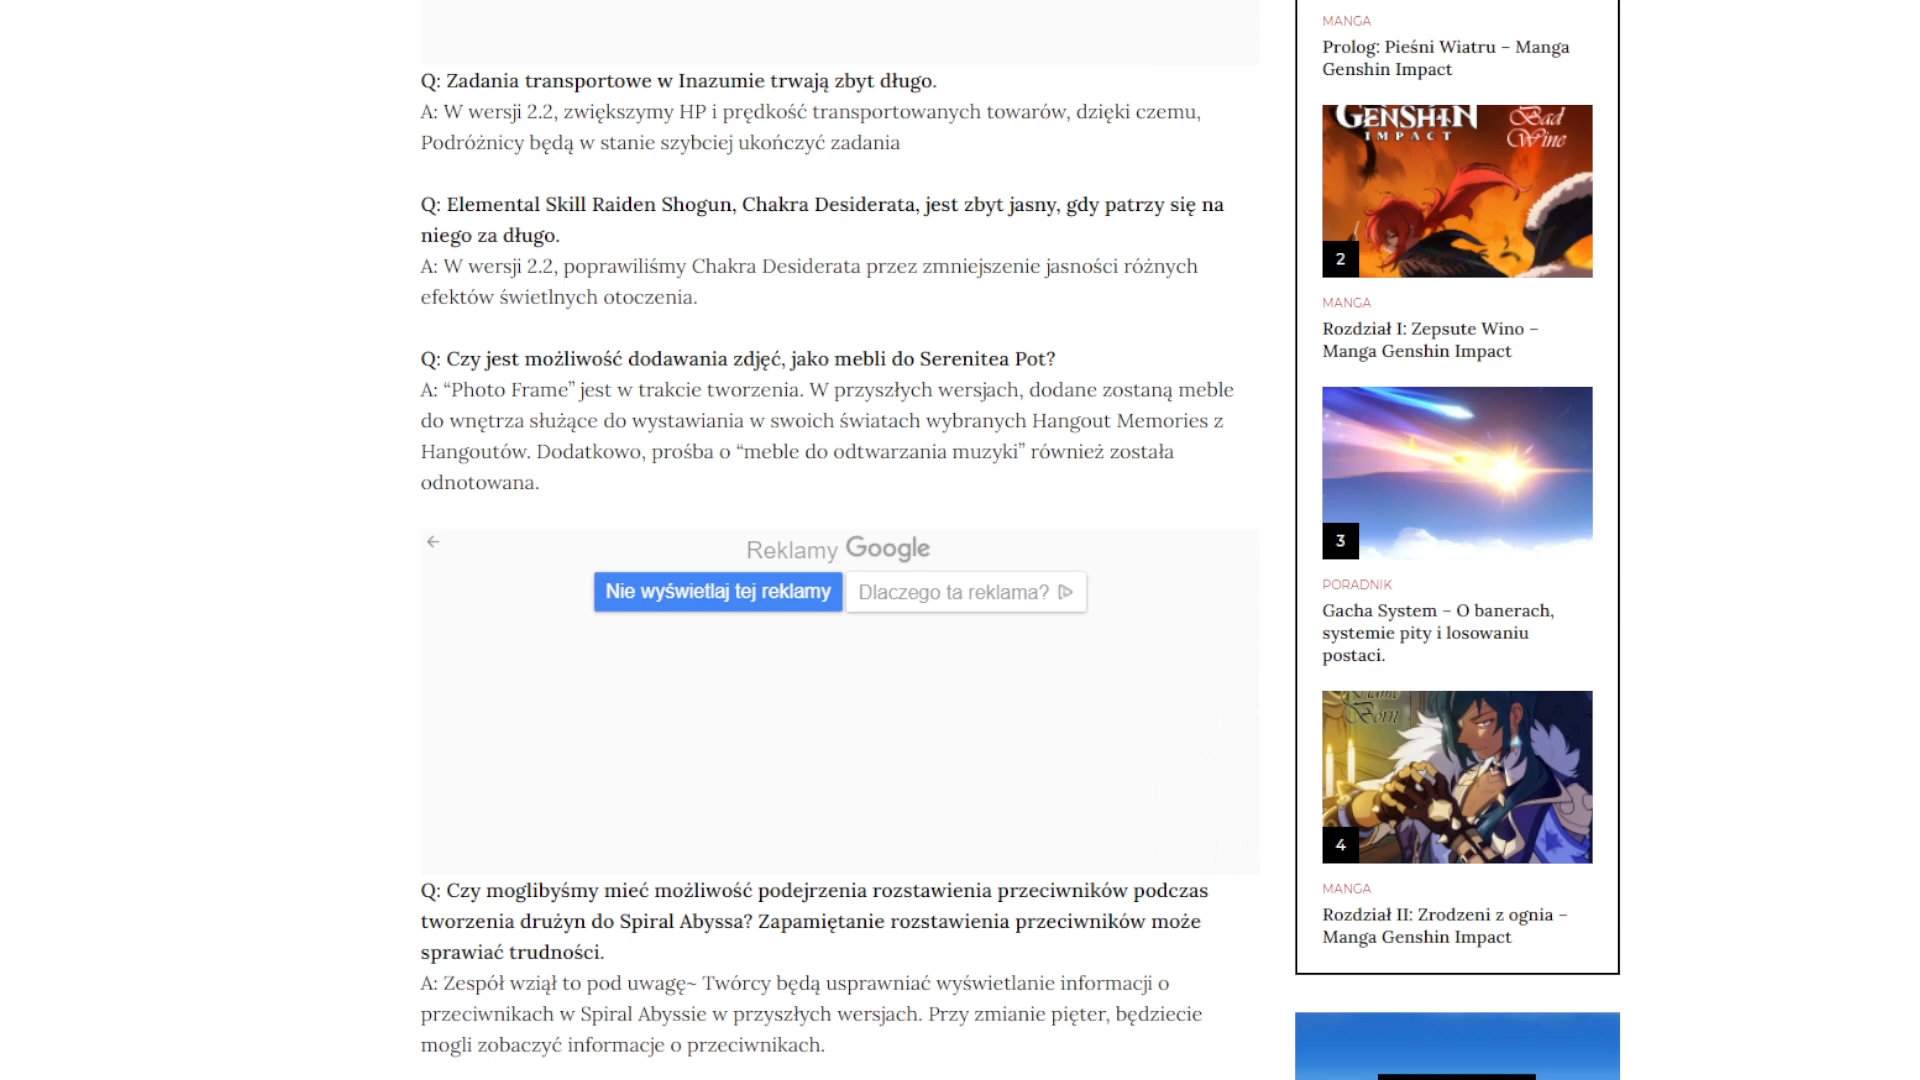 Q: Zadania transportowe w Inazumie trwają zbyt długo.
A: W wersji 2.2, zwiększymy HP i prędkość transportowanych towarów, dzięki czemu,
Podróżnicy będą w stanie szybciej ukończyć zadania
Q: Elemental Skill Raiden Shogun, Chakra Desiderata, jest zbyt jasny, gdy patrzy się na
niego za długo.
A: W wersji 2.2, poprawiliśmy Chakra Desiderata przez zmniejszenie jasności różnych
efektów świetlnych otoczenia.
Q: Czy jest możliwość dodawania zdjęć, jako mebli do Serenitea Pot?
A: “Photo Frame” jest w trakcie tworzenia. W przyszłych wersjach, dodane zostaną meble
do wnętrza służące do wystawiania w swoich światach wybranych Hangout Memories z
Hangoutów. Dodatkowo, prośba o “meble do odtwarzania muzyki” również została
odnotowana.
Reklamy Google
Nie wyświetlaj tej reklamy
Dlaczego ta reklama?
Q: Czy moglibyśmy mieć możliwość podejrzenia rozstawienia przeciwników podczas
tworzenia drużyn do Spiral Abyssa? Zapamiętanie rozstawienia przeciwników może
sprawiać trudności.
A: Zespół wziął to pod uwagę~ Twórcy będą usprawniać wyświetlanie informacji o
przeciwnikach w Spiral Abyssie w przyszłych wersjach. Przy zmianie pięter, będziecie
mogli zobaczyć informacje o przeciwnikach.
MANGA
Prolog: Pieśni Wiatru – Manga
Genshin Impact
GENSHIN
IMPACT
Bad
Wine
2
MANGA
Rozdział I: Zepsute Wino –
Manga Genshin Impact
3
PORADNIK
Gacha System – O banerach,
systemie pity i losowaniu
postaci.
Born
4
MANGA
Rozdział II: Zrodzeni z ognia –
Manga Genshin Impact